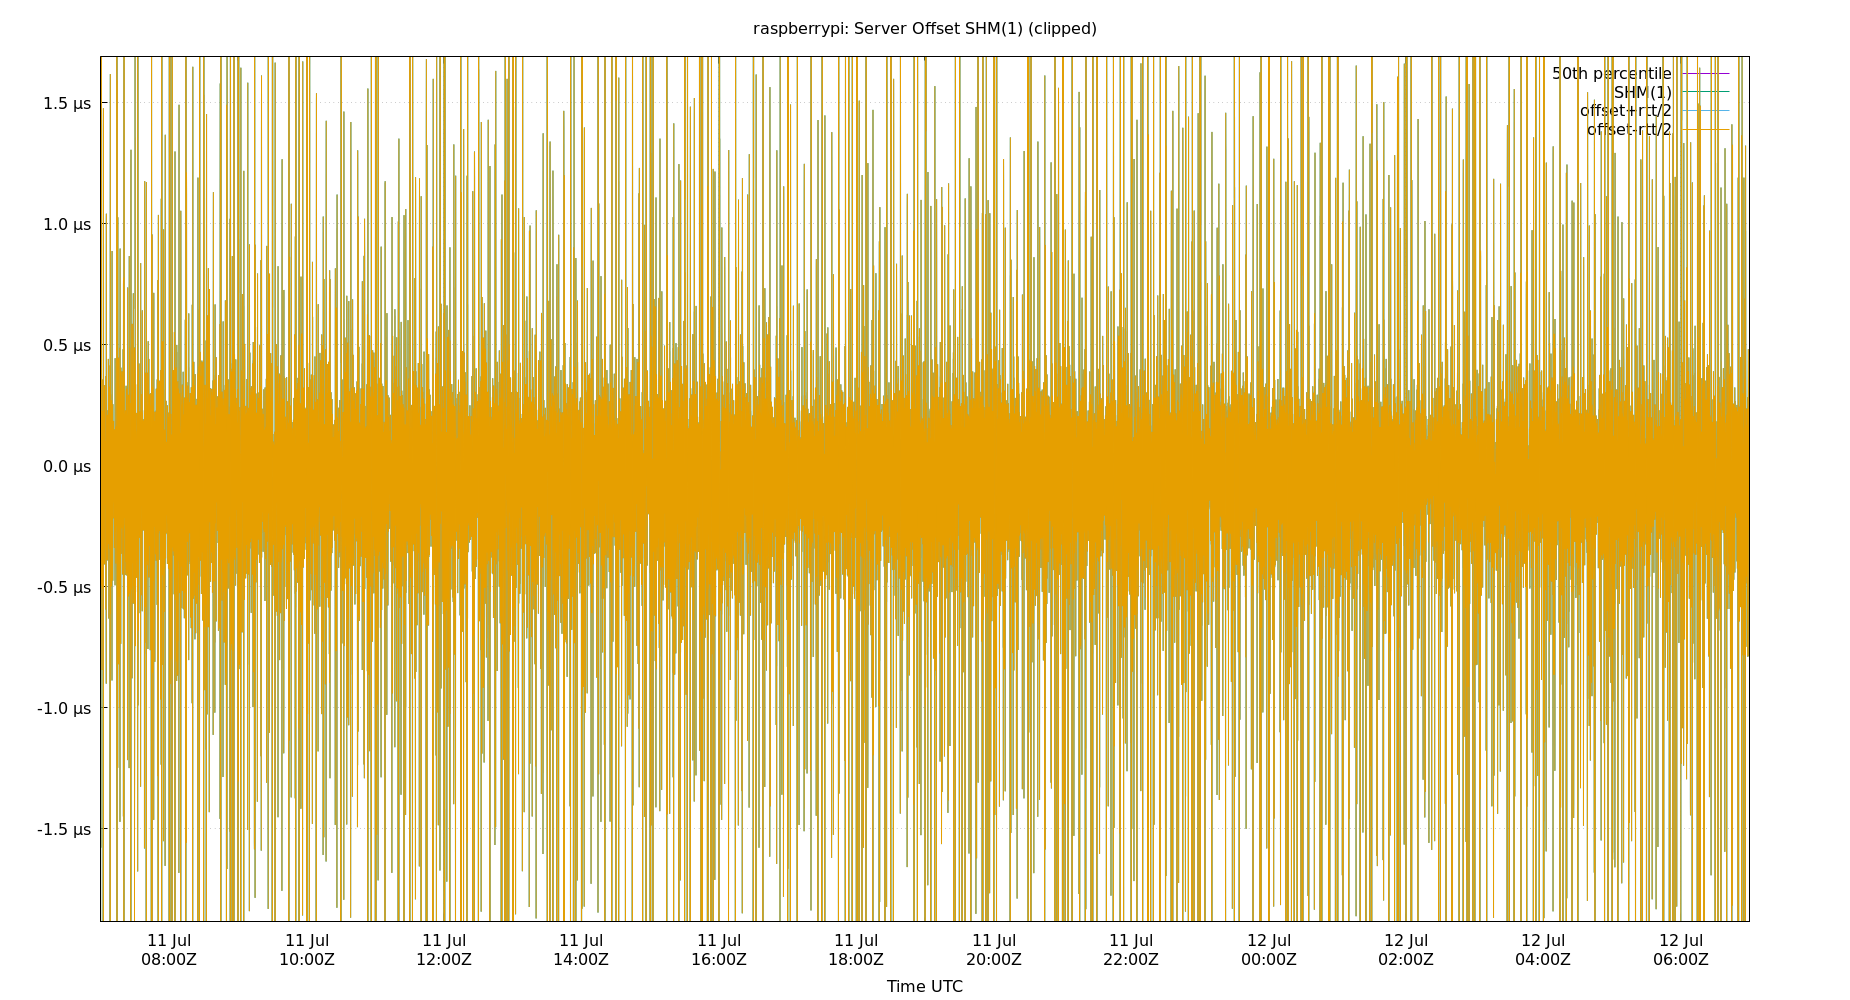 raspberrypi: Server Offset SHM(1) (clipped)
50th percentile
SHM(1)
offset+rtt/2
offset-rtt/2
1.5 µs
1.0 µs
0.5 µs
0.0 µs
-0.5 µs
-1.0 µs
-1.5 µs
11 Jul 11 Jul 11 Jul 11 Jul 11 Jul 11 Jul 11 Jul 11 Jul 12 Jul 12 Jul 12 Jul 12 Jul
08:00Z 10:00Z 12:00Z 14:00Z 16:00Z 18:00Z 20:00Z 22:00Z 00:00Z 02:00Z 04:00Z 06:00Z
Time UTC